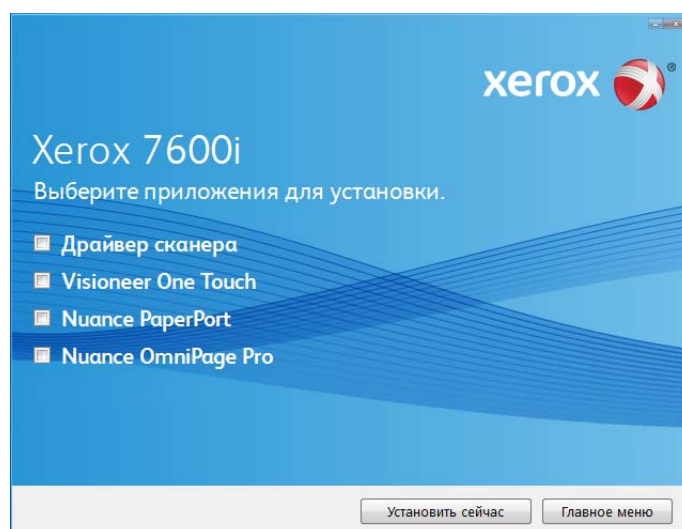 xerox ®
Xerox 7600i
Выберите приложения для установки.
Драйвер сканера
Visioneer One Touch
Nuance PaperPort
Nuance OmniPage Pro
Установить сейчас
Главное меню